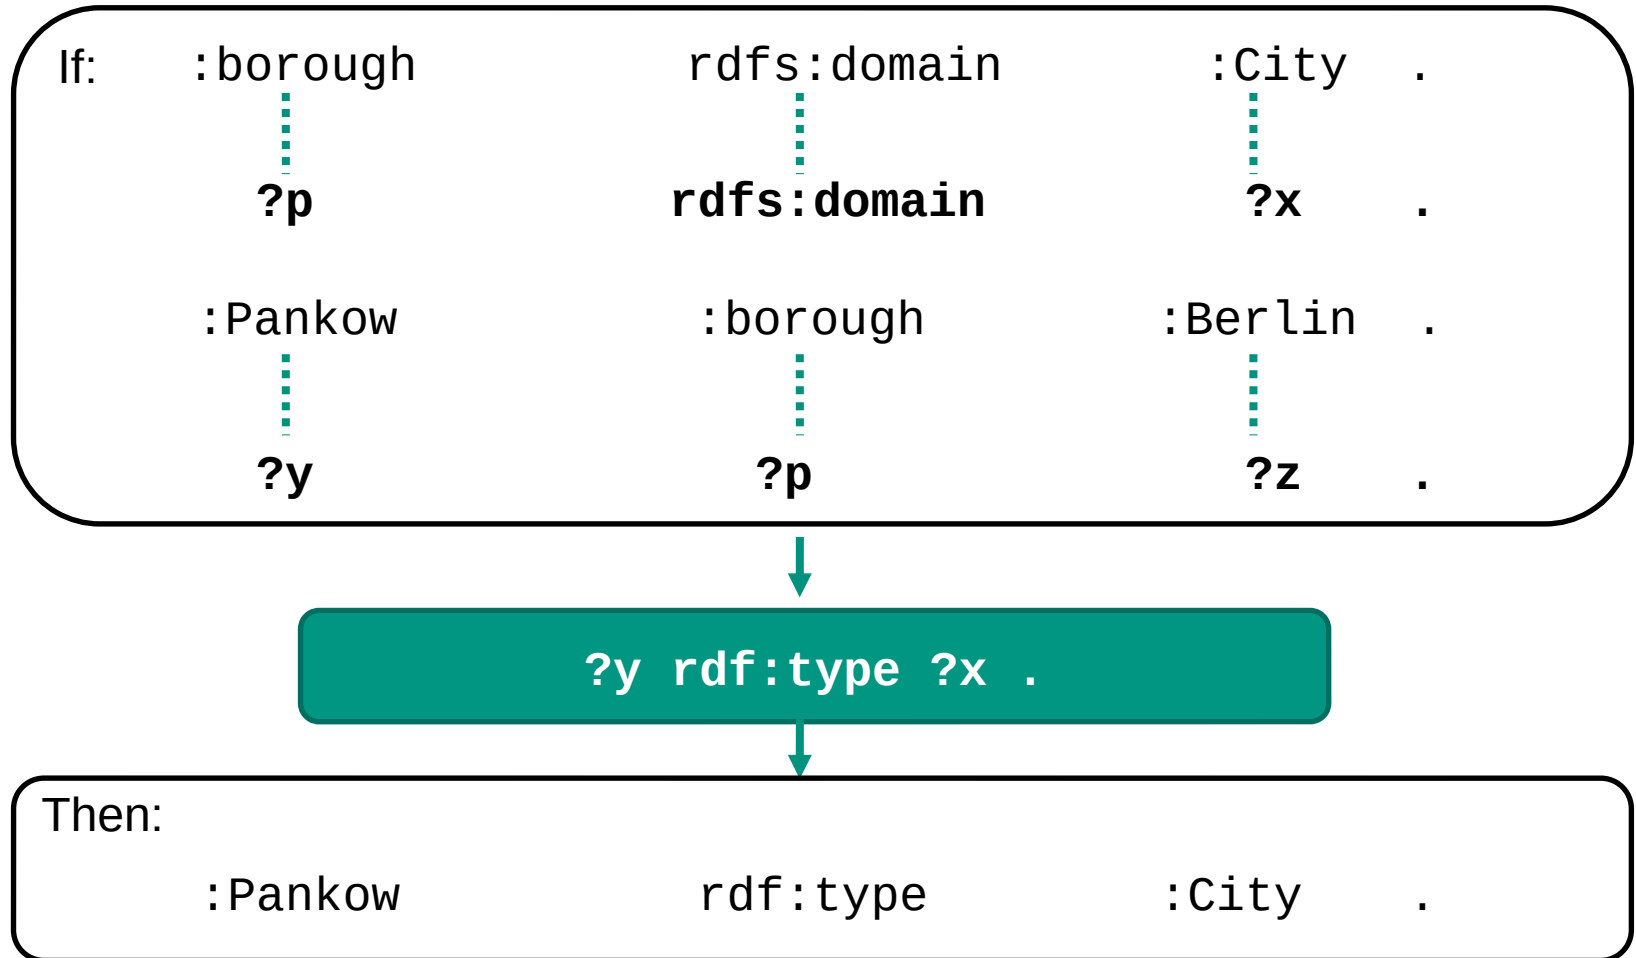 If: :borough rdfs:domain :City .
?p rdfs:domain ?x .
:Pankow :borough :Berlin .
?y ?p ?z .
?y rdf:type ?x .
Then:
:Pankow rdf:type :City .